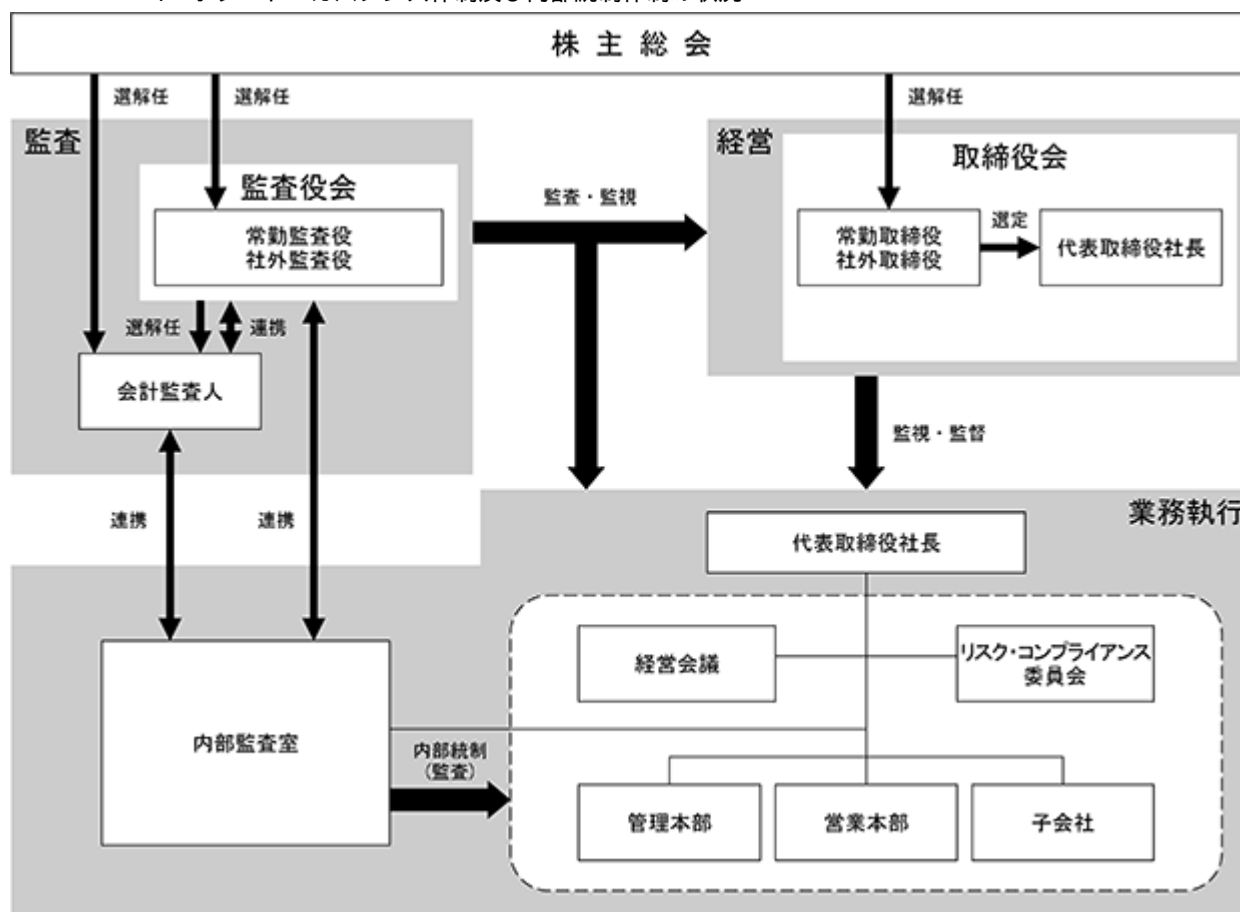 株主総会
選解任
選解任
選解任
監査
経営
監査役会
取締役会
常勤監査役
社外監査役
監査・監視
常勤取締役
社外取締役
選定
代表取締役社長
選解任
連携
会計監査人
監視・監督
連携
連携
業務執行
代表取締役社長
経営会議
リスク・コンプライアンス
委員会
内部監査室
内部統制
(監査)
管理本部
営業本部
子会社